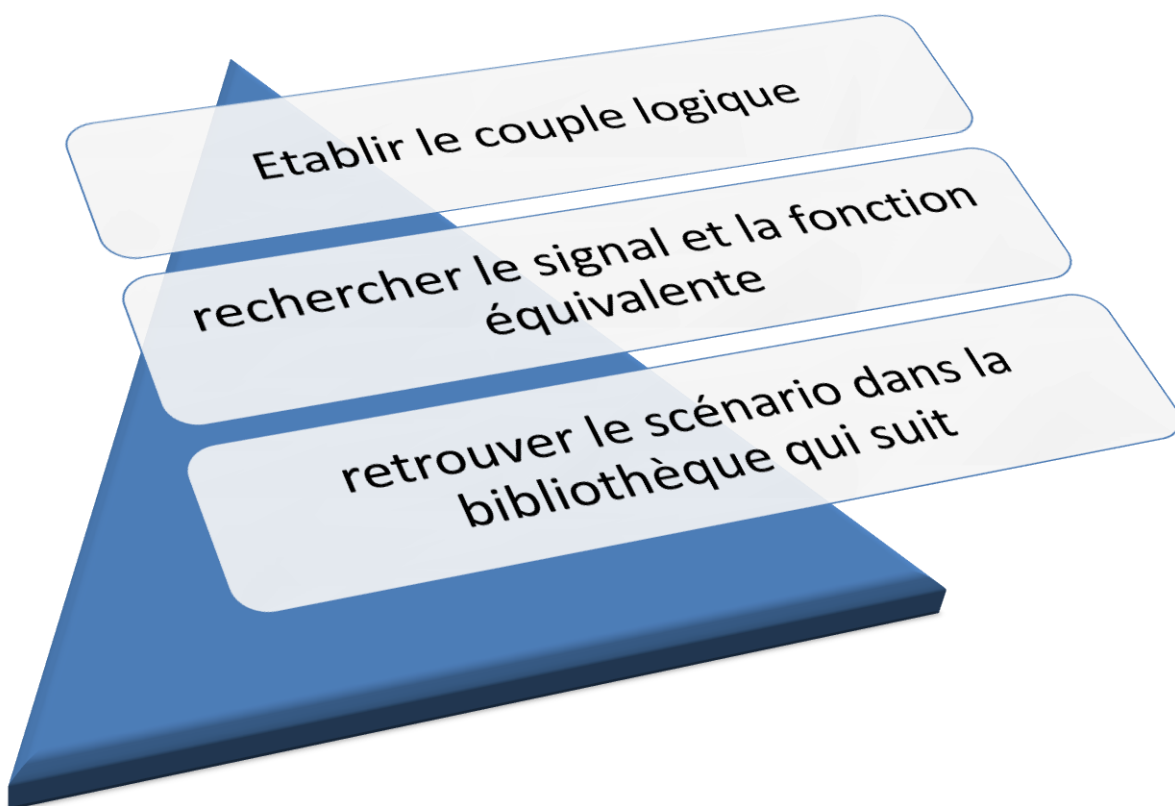 Etablir le couple logique
rechercher le signal et la fonction
équivalente
retrouver le scénario dans la
bibliothèque qui suit